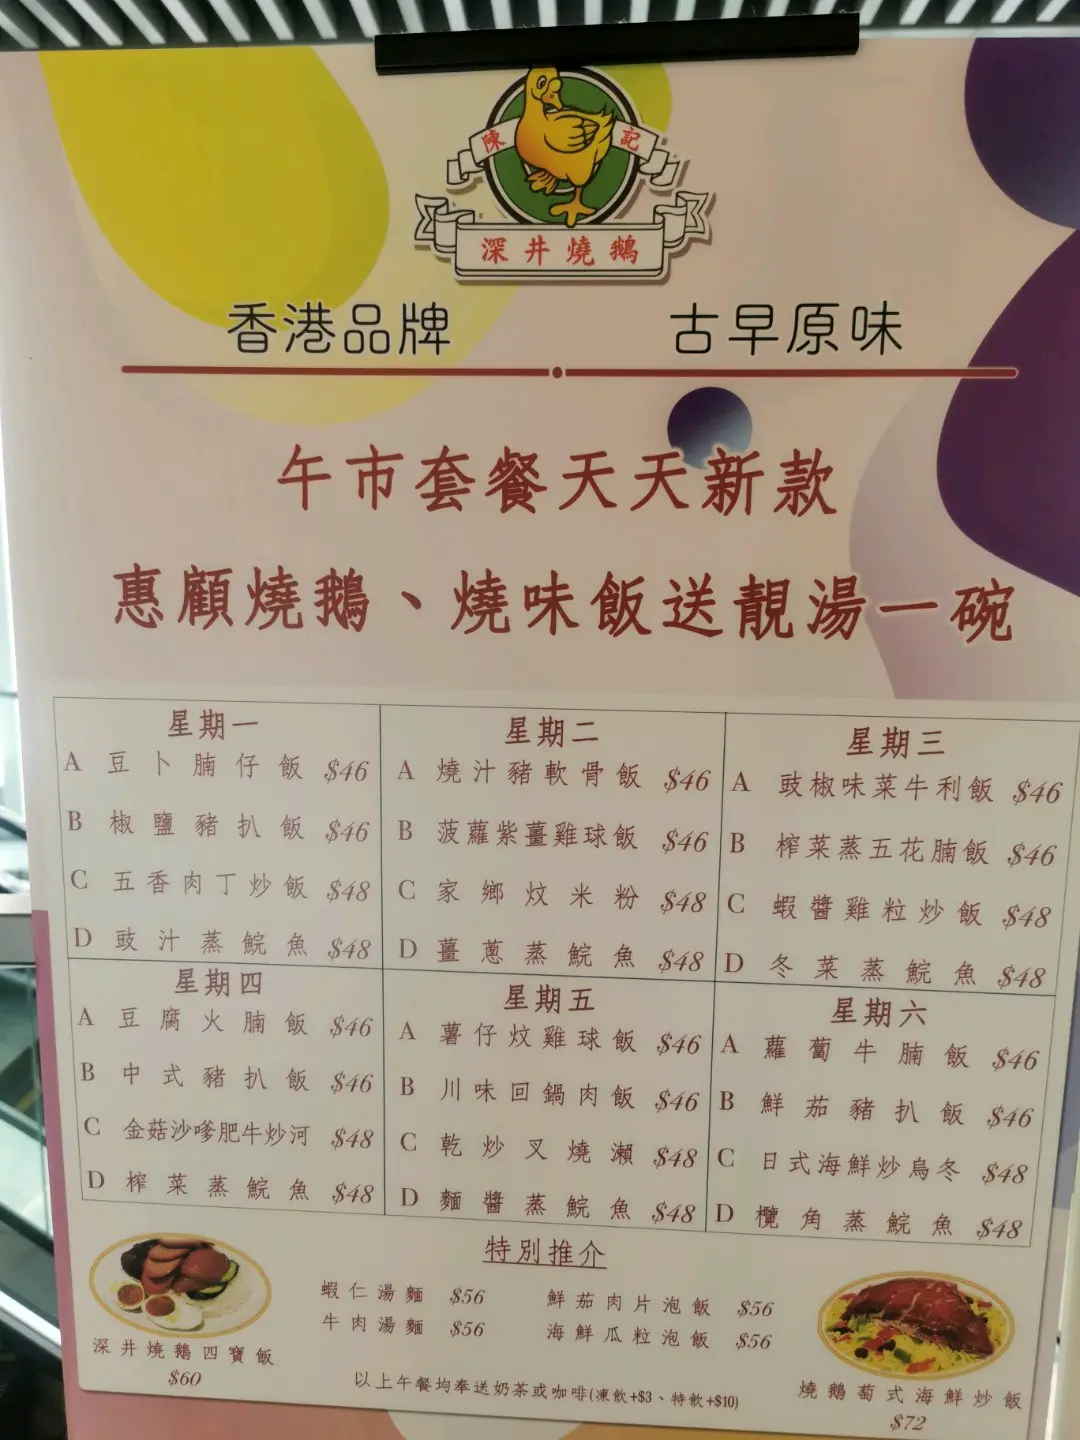 陳記
深井燒鵝
香港品牌 古早原味
午市套餐天天新款
惠顧燒鵝、燒味飯送靚湯一碗
星期一
A 豆卜腩仔飯 $46
B 椒鹽豬扒飯 $46
C 五香肉丁炒飯 $48
D 豉汁蒸鯇魚 $48
星期二
A 燒汁豬軟骨飯 $46
B 菠蘿紫薑雞球飯 $46
C 家鄉炆米粉 $48
D 薑蔥蒸鯇魚 $48
星期三
A 豉椒味菜牛利飯 $46
B 榨菜蒸五花腩飯 $46
C 蝦醬雞粒炒飯 $48
D 冬菜蒸鯇魚 $48
星期四
A 豆腐火腩飯 $46
B 中式豬扒飯 $46
C 金菇沙嗲肥牛炒河 $48
D 榨菜蒸鯇魚 $48
星期五
A 薯仔炆雞球飯 $46
B 川味回鍋肉飯 $46
C 乾炒叉燒瀨 $48
D 麵醬蒸鯇魚 $48
星期六
A 蘿蔔牛腩飯 $46
B 鮮茄豬扒飯 $46
C 日式海鮮炒烏冬 $48
D 欖角蒸鯇魚 $48
特別推介
蝦仁湯麵 $56 鮮茄肉片泡飯 $56
牛肉湯麵 $56 海鮮瓜粒泡飯 $56
深井燒鵝四寶飯
$60
燒鵝葡式海鮮炒飯
$72
以上午餐均奉送奶茶或咖啡(凍飲+$3、特飲+$10)